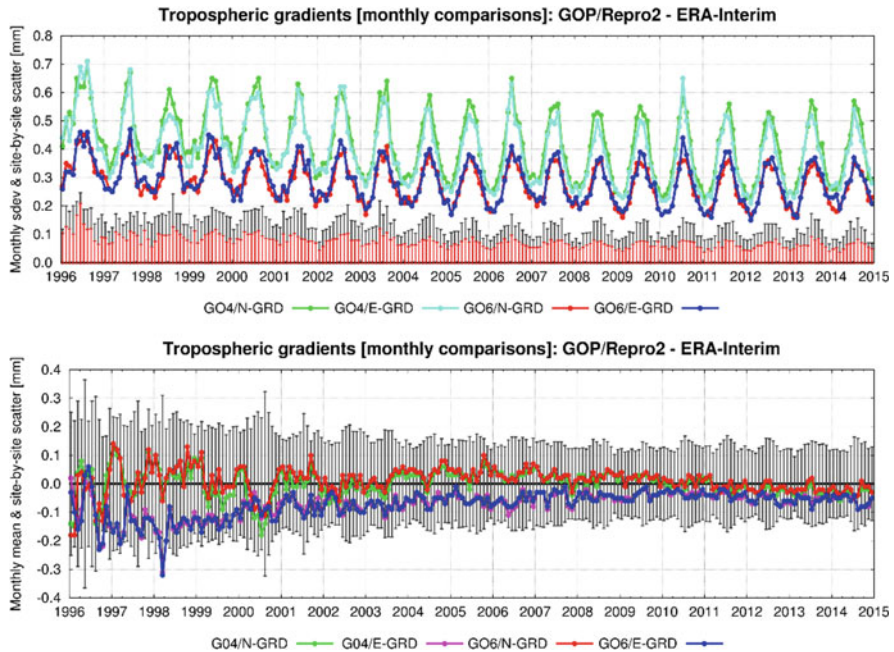 Tropospheric gradients [monthly comparisons]: GOP/Repro2 - ERA-Interim
Monthly sdev & site-by-site scatter [mm]
0.8
0.7
0.6
0.5
0.4
0.3
0.2
0.1
0.0
1996 1997 1998 1999 2000 2001 2002 2003 2004 2005 2006 2007 2008 2009 2010 2011 2012 2013 2014 2015
GO4/N-GRD GO4/E-GRD GO6/N-GRD GO6/E-GRD
Tropospheric gradients [monthly comparisons]: GOP/Repro2 - ERA-Interim
Monthly mean & site-by-site scatter [mm]
0.4
0.3
0.2
0.1
0.0
-0.1
-0.2
-0.3
-0.4
1996 1997 1998 1999 2000 2001 2002 2003 2004 2005 2006 2007 2008 2009 2010 2011 2012 2013 2014 2015
G04/N-GRD G04/E-GRD GO6/N-GRD GO6/E-GRD